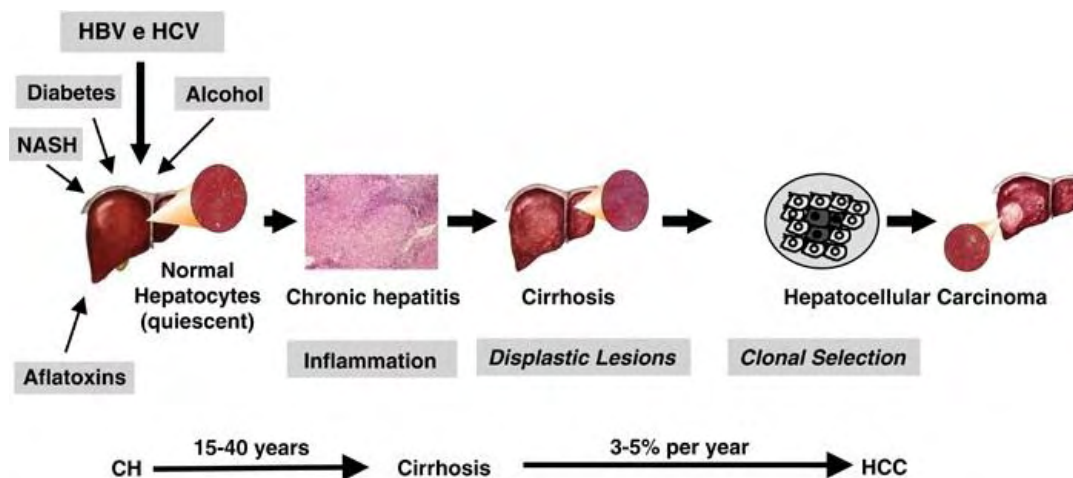 HBV e HCV
Diabetes
Alcohol
NASH
Normal
Hepatocytes
(quiescent)
Chronic hepatitis
Cirrhosis
Hepatocellular Carcinoma
Aflatoxins
Inflammation
Displastic Lesions
Clonal Selection
15-40 years
3-5% per year
CH
Cirrhosis
HCC